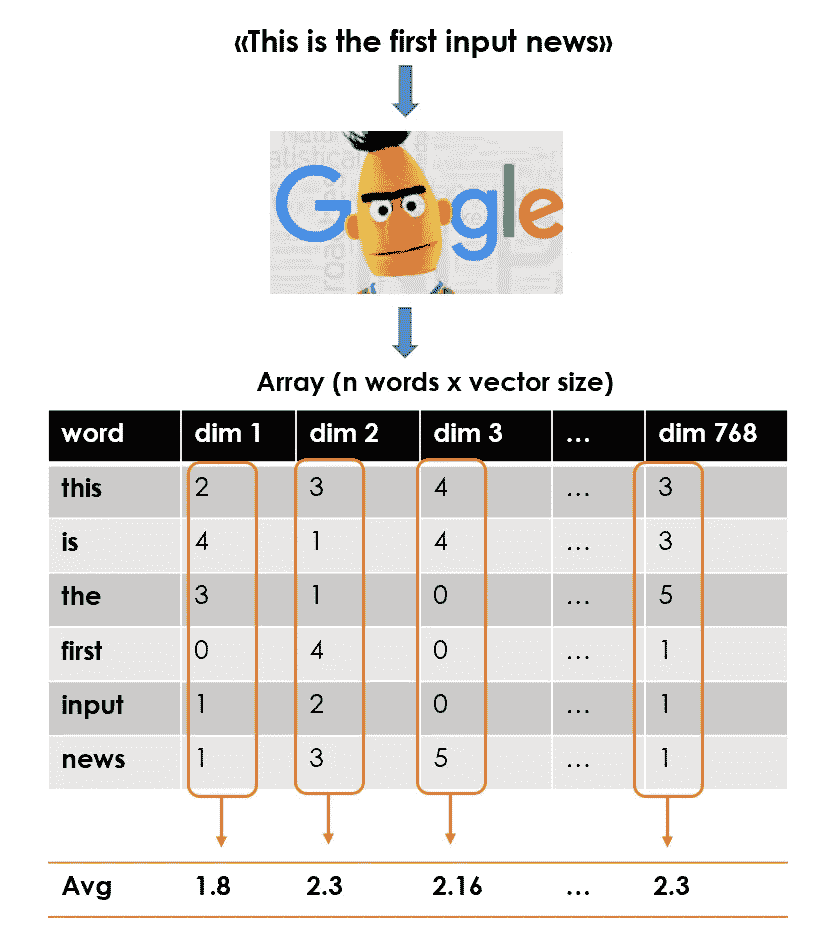 «This is the first input news»
Google
Array (n words x vector size)
word dim 1 dim 2 dim 3 … dim 768
this 2 3 4 … 3
is 4 1 4 … 3
the 3 1 0 … 5
first 0 4 0 … 1
input 1 2 0 … 1
news 1 3 5 … 1
Avg 1.8 2.3 2.16 … 2.3